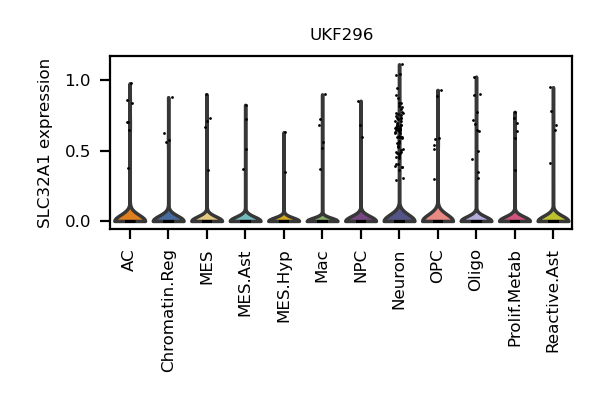 UKF296
SLC32A1 expression
1.0
0.5
0.0
AC
Chromatin.Reg
MES
MES.Ast
MES.Hyp
Mac
NPC
Neuron
OPC
Oligo
Prolif.Metab
Reactive.Ast